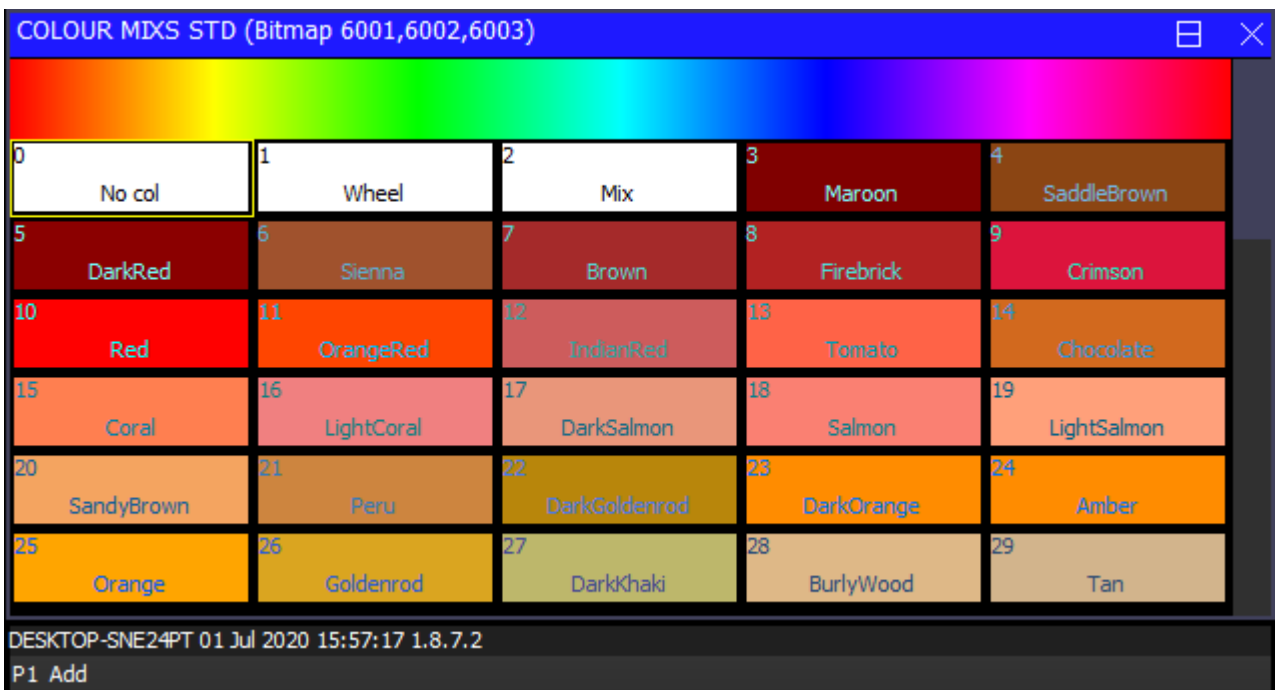 COLOUR MIXS STD (Bitmap 6001,6002,6003)
0 1 2 3 4
No col Wheel Mix Maroon SaddleBrown
5 6 7 8 9
DarkRed Sienna Brown Firebrick Crimson
10 11 12 13 14
Red OrangeRed IndianRed Tomato Chocolate
15 16 17 18 19
Coral LightCoral DarkSalmon Salmon LightSalmon
20 21 22 23 24
SandyBrown Peru DarkGoldenrod DarkOrange Amber
25 26 27 28 29
Orange Goldenrod DarkKhaki BurlyWood Tan
DESKTOP-SNE24PT 01 Jul 2020 15:57:17 1.8.7.2
P1 Add